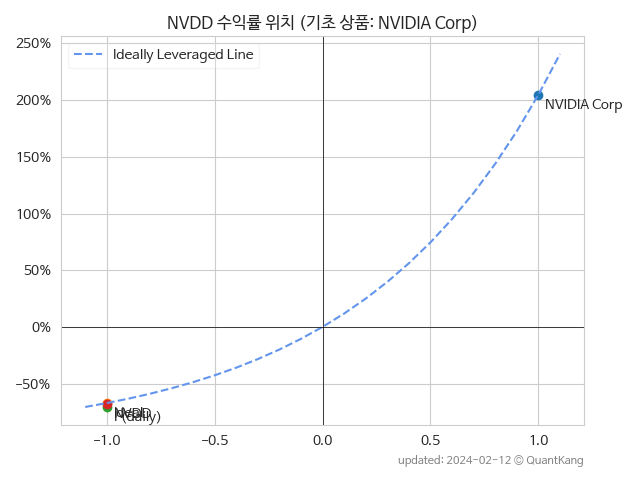 NVDD 수익률 위치 (기초 상품: NVIDIA Corp)
250%
Ideally Leveraged Line
200%
NVIDIA Corp
150%
100%
50%
0%
−50%
NVDD
(daily)
−1.0 −0.5 0.0 0.5 1.0
updated: 2024-02-12 © QuantKang